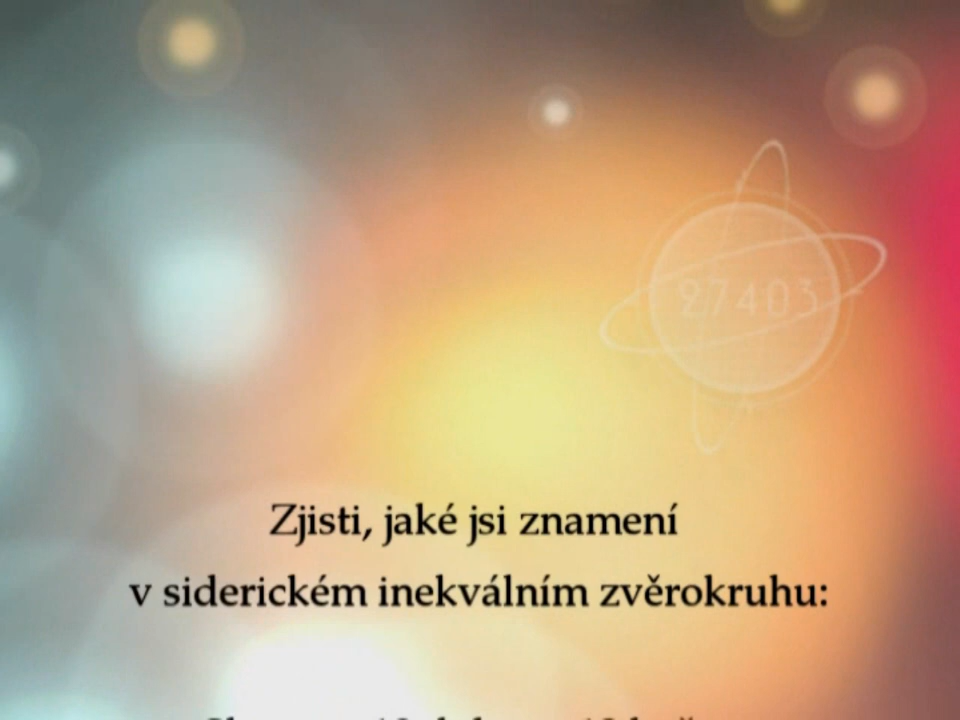 27403
Zjisti, jaké jsi znamení
v siderickém inekválním zvěrokruhu: